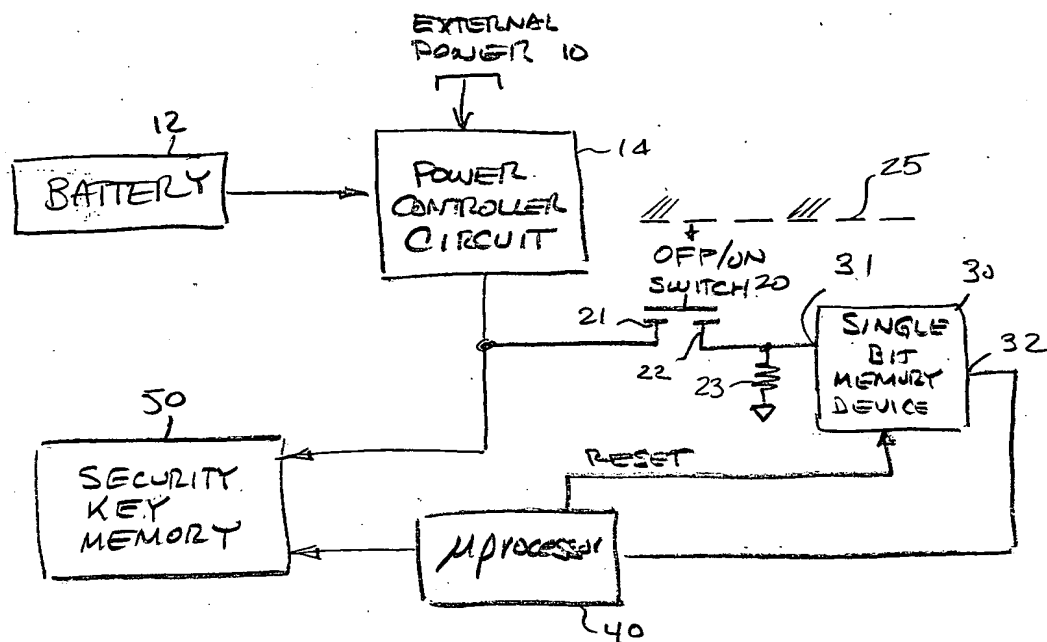 EXTERNAL
POWER 10
12
BATTERY
14
POWER
CONTROLLER
CIRCUIT
25
OFF/ON
SWITCH 20
21
22
23
31
30
SINGLE
BIT
MEMORY
DEVICE
32
50
SECURITY
KEY
MEMORY
RESET
μprocessor
40